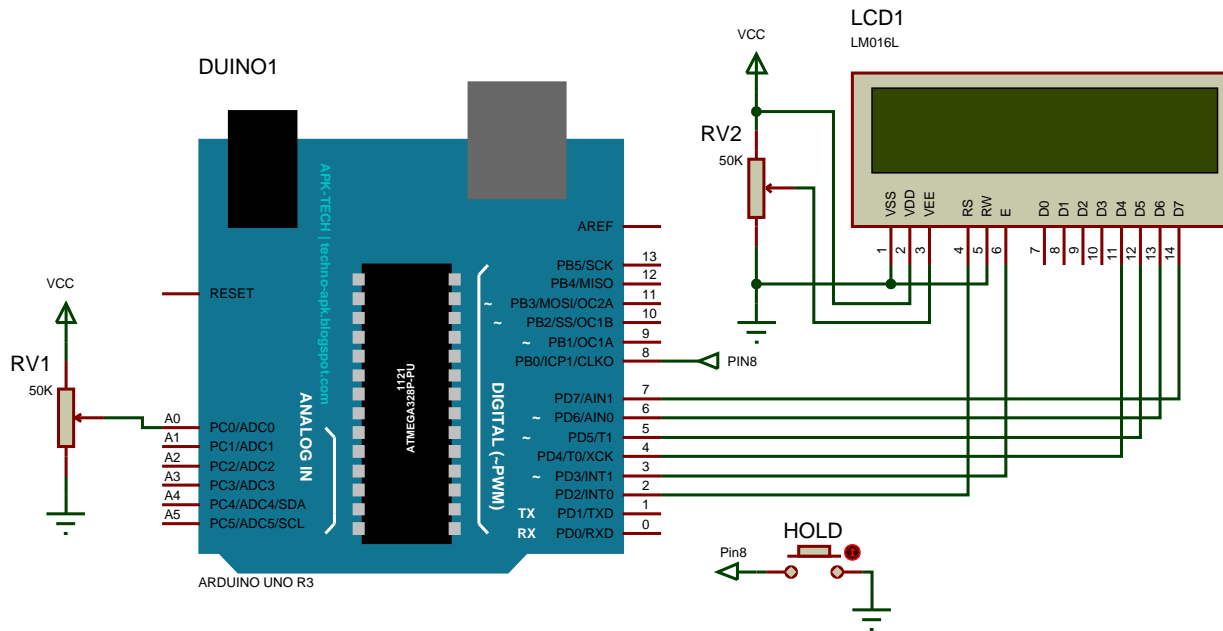 DUINO1
APK-TECH | techno-apk.blogspot.com
RESET
VCC
RV1
50K
A0 PC0/ADC0
A1 PC1/ADC1
A2 PC2/ADC2
A3 PC3/ADC3
A4 PC4/ADC4/SDA
A5 PC5/ADC5/SCL
ANALOG IN
1121
ATMEGA328P-PU
DIGITAL (~PWM)
AREF
PB5/SCK 13
PB4/MISO 12
~ PB3/MOSI/OC2A 11
~ PB2/SS/OC1B 10
~ PB1/OC1A 9
PB0/ICP1/CLKO 8
PIN8
PD7/AIN1 7
~ PD6/AIN0 6
~ PD5/T1 5
PD4/T0/XCK 4
~ PD3/INT1 3
PD2/INT0 2
TX PD1/TXD 1
RX PD0/RXD 0
ARDUINO UNO R3
VCC
RV2
50K
LCD1
LM016L
VSS VDD VEE RS RW E D0 D1 D2 D3 D4 D5 D6 D7
1 2 3 4 5 6 7 8 9 10 11 12 13 14
HOLD
Pin8